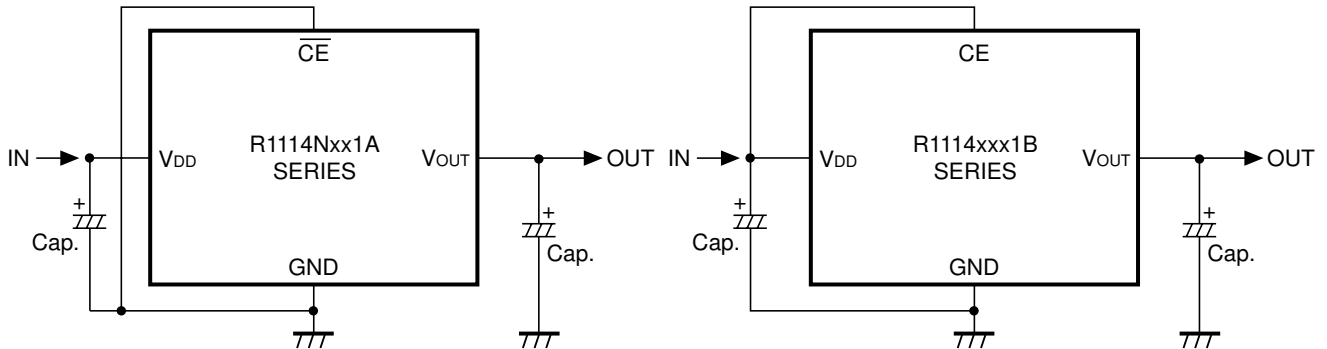 CE
R1114Nxx1A
SERIES
IN
VDD
VOUT
OUT
+
Cap.
+
Cap.
GND
CE
R1114xxx1B
SERIES
IN
VDD
VOUT
OUT
+
Cap.
+
Cap.
GND